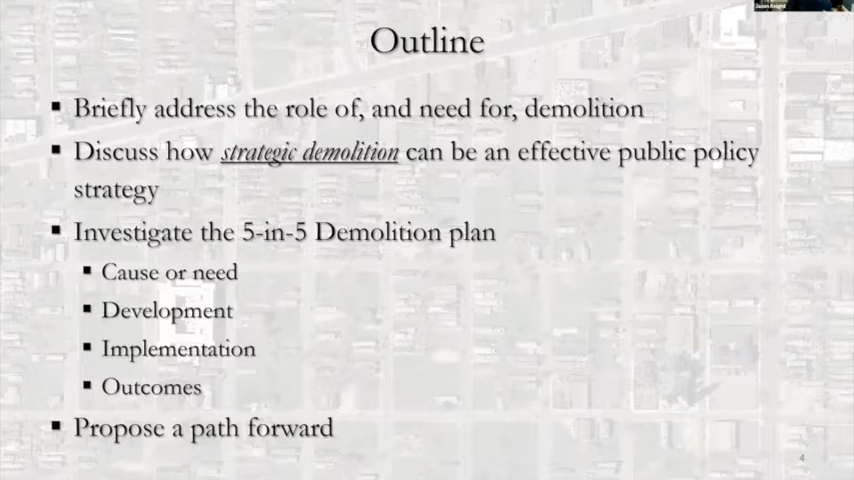 Jason Knight
Outline
▪ Briefly address the role of, and need for, demolition
▪ Discuss how strategic demolition can be an effective public policy
strategy
▪ Investigate the 5-in-5 Demolition plan
▪ Cause or need
▪ Development
▪ Implementation
▪ Outcomes
▪ Propose a path forward
4